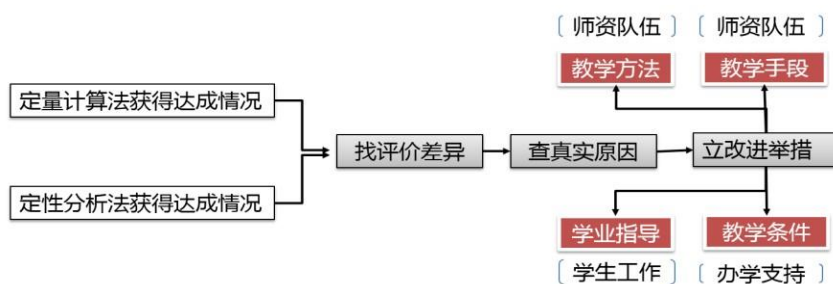 〔师资队伍〕
〔师资队伍〕
教学方法
教学手段
定量计算法获得达成情况
找评价差异
查真实原因
立改进举措
定性分析法获得达成情况
学业指导
教学条件
〔学生工作〕
〔办学支持〕